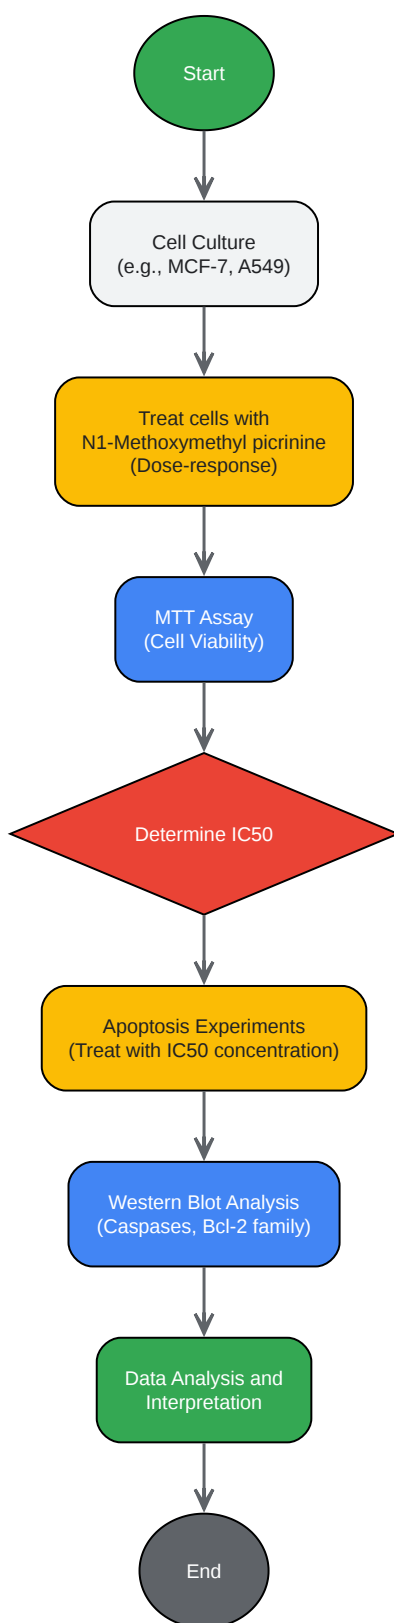 Start
Cell Culture
(e.g., MCF-7, A549)
Treat cells with
N1-Methoxymethyl picrinine
(Dose-response)
MTT Assay
(Cell Viability)
Determine IC50
Apoptosis Experiments
(Treat with IC50 concentration)
Western Blot Analysis
(Caspases, Bcl-2 family)
Data Analysis and
Interpretation
End